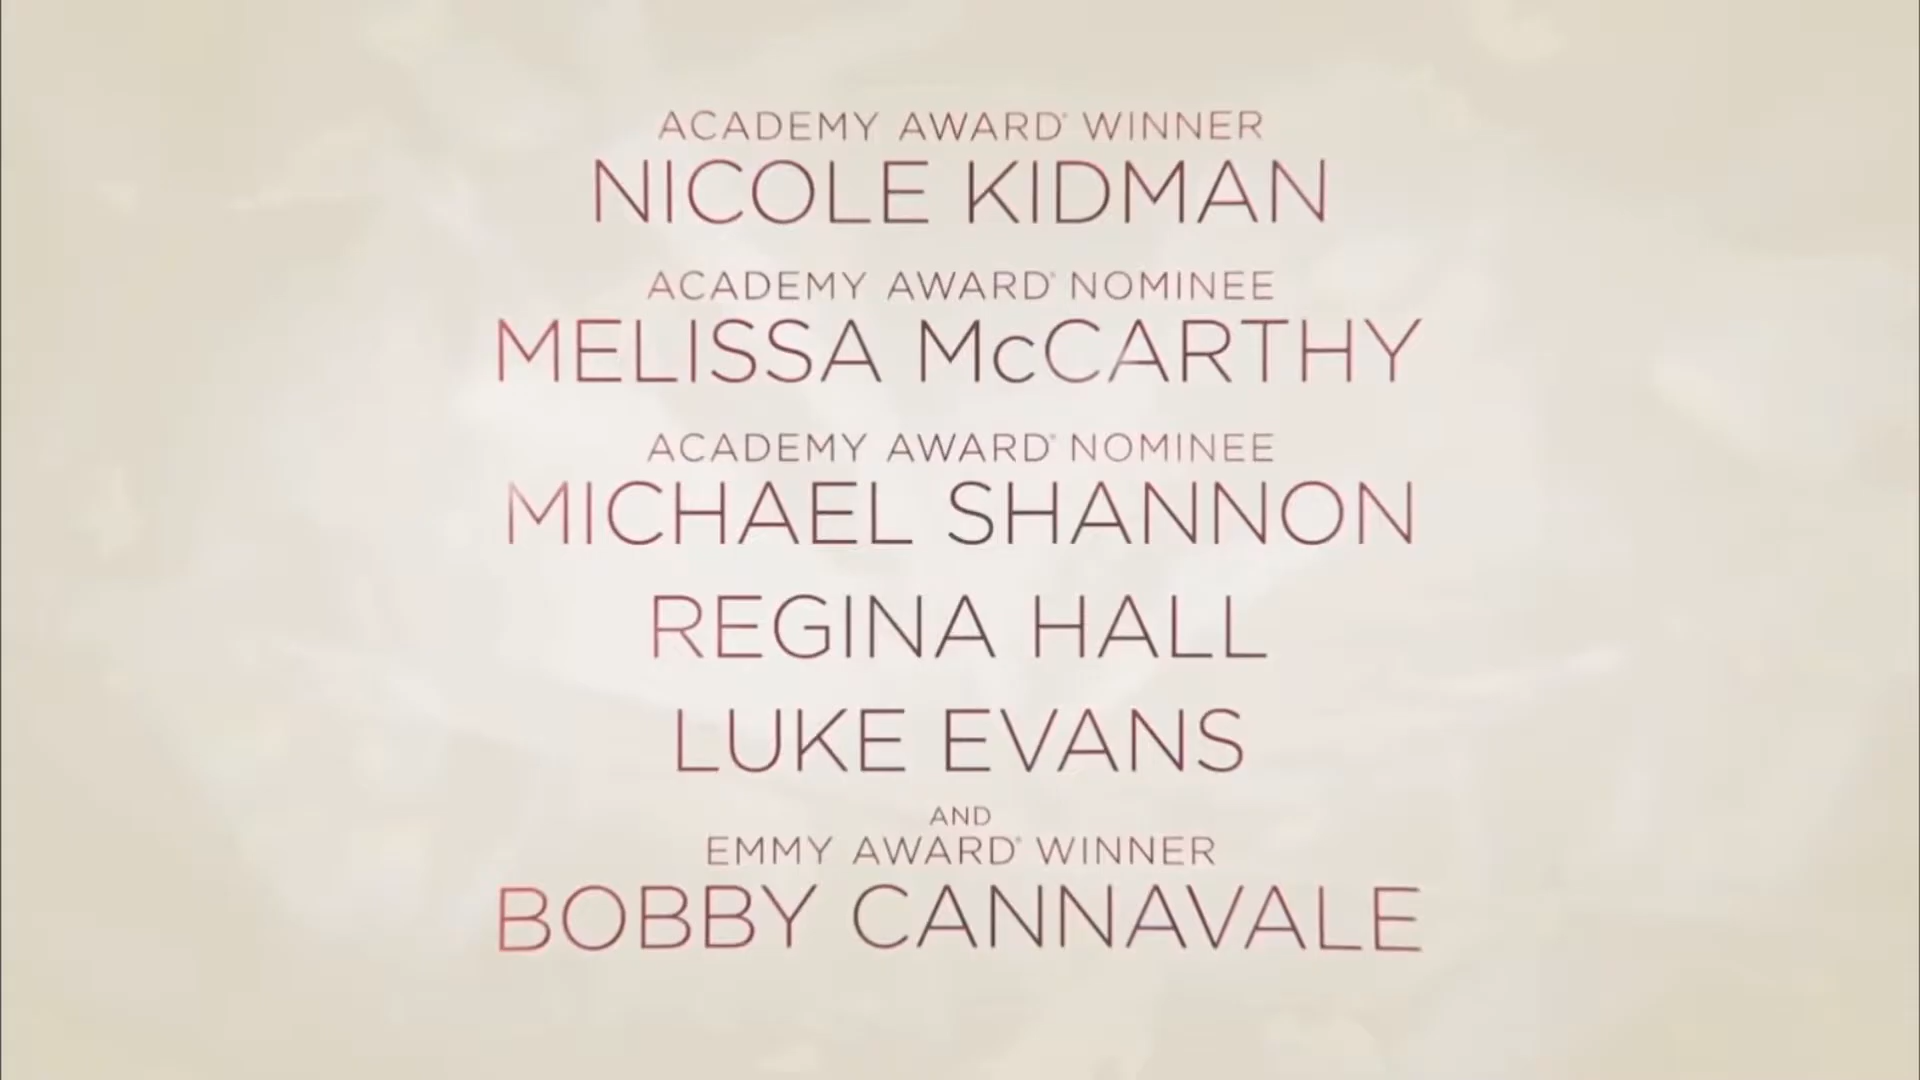 ACADEMY AWARD® WINNER
NICOLE KIDMAN
ACADEMY AWARD® NOMINEE
MELISSA McCARTHY
ACADEMY AWARD® NOMINEE
MICHAEL SHANNON
REGINA HALL
LUKE EVANS
AND
EMMY AWARD® WINNER
BOBBY CANNAVALE